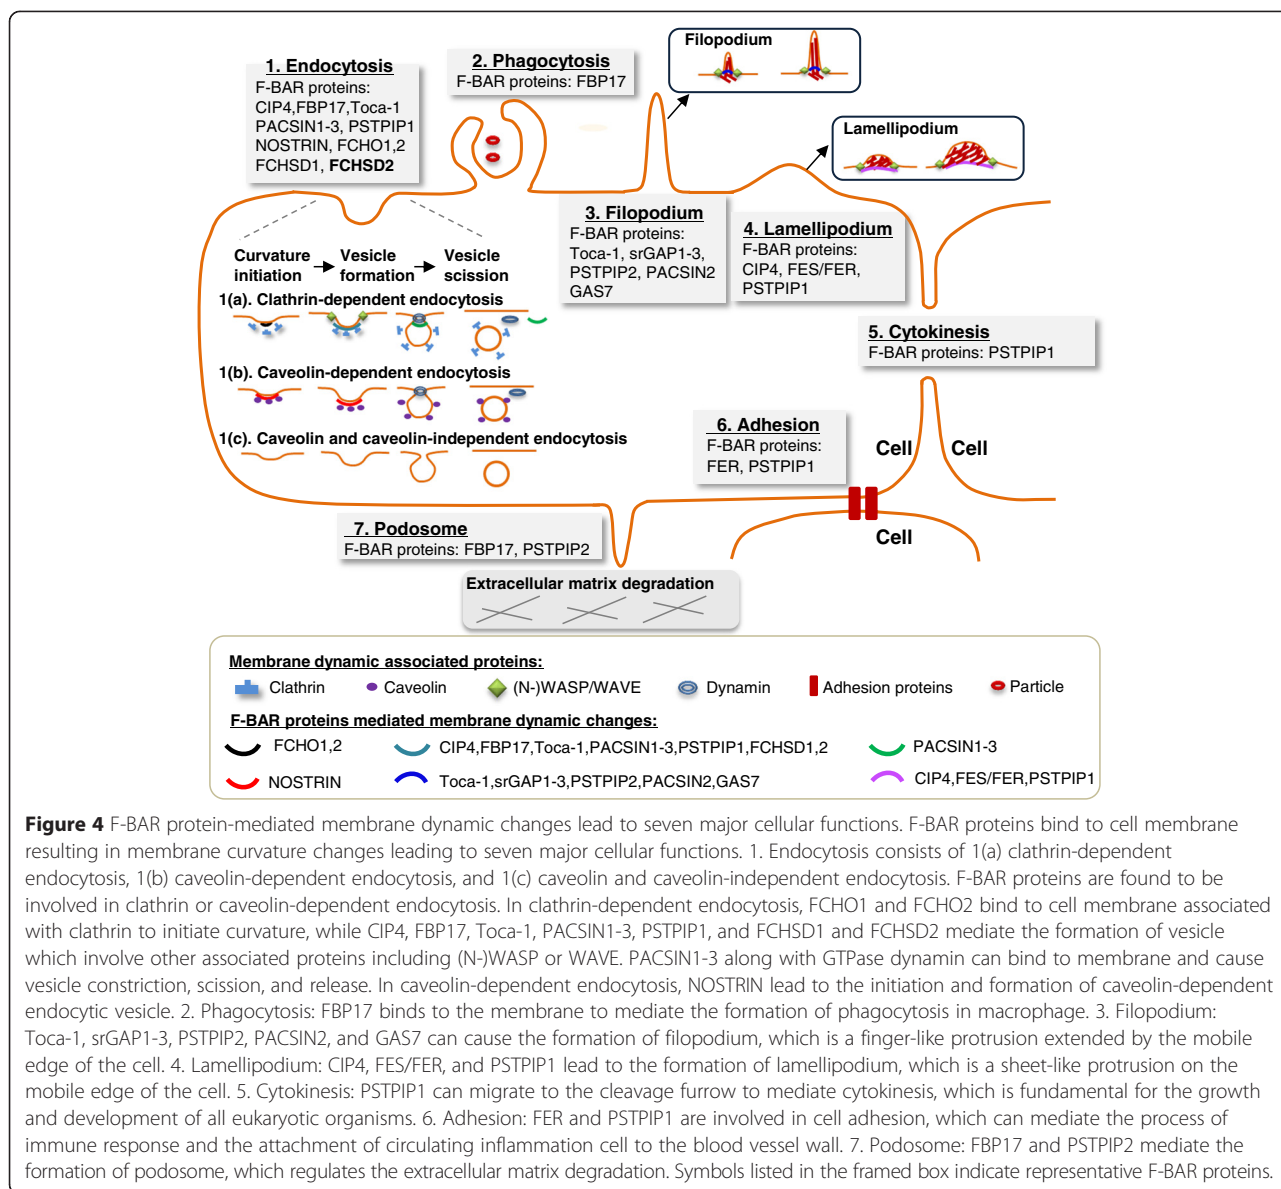 1. Endocytosis
F-BAR proteins:
CIP4,FBP17,Toca-1
PACSIN1-3, PSTPIP1
NOSTRIN, FCHO1,2
FCHSD1, FCHSD2
2. Phagocytosis
F-BAR proteins: FBP17
Filopodium
Lamellipodium
3. Filopodium
F-BAR proteins:
Toca-1, srGAP1-3,
PSTPIP2, PACSIN2
GAS7
4. Lamellipodium
F-BAR proteins:
CIP4, FES/FER,
PSTPIP1
Curvature initiation
Vesicle formation
Vesicle scission
1(a). Clathrin-dependent endocytosis
1(b). Caveolin-dependent endocytosis
1(c). Caveolin and caveolin-independent endocytosis
5. Cytokinesis
F-BAR proteins: PSTPIP1
6. Adhesion
F-BAR proteins:
FER, PSTPIP1
Cell
Cell
Cell
7. Podosome
F-BAR proteins: FBP17, PSTPIP2
Extracellular matrix degradation
Membrane dynamic associated proteins:
Clathrin Caveolin (N-)WASP/WAVE Dynamin Adhesion proteins Particle
F-BAR proteins mediated membrane dynamic changes:
FCHO1,2 CIP4,FBP17,Toca-1,PACSIN1-3,PSTPIP1,FCHSD1,2 PACSIN1-3
NOSTRIN Toca-1,srGAP1-3,PSTPIP2,PACSIN2,GAS7 CIP4,FES/FER,PSTPIP1
Figure 4 F-BAR protein-mediated membrane dynamic changes lead to seven major cellular functions. F-BAR proteins bind to cell membrane
resulting in membrane curvature changes leading to seven major cellular functions. 1. Endocytosis consists of 1(a) clathrin-dependent
endocytosis, 1(b) caveolin-dependent endocytosis, and 1(c) caveolin and caveolin-independent endocytosis. F-BAR proteins are found to be
involved in clathrin or caveolin-dependent endocytosis. In clathrin-dependent endocytosis, FCHO1 and FCHO2 bind to cell membrane associated
with clathrin to initiate curvature, while CIP4, FBP17, Toca-1, PACSIN1-3, PSTPIP1, and FCHSD1 and FCHSD2 mediate the formation of vesicle
which involve other associated proteins including (N-)WASP or WAVE. PACSIN1-3 along with GTPase dynamin can bind to membrane and cause
vesicle constriction, scission, and release. In caveolin-dependent endocytosis, NOSTRIN lead to the initiation and formation of caveolin-dependent
endocytic vesicle. 2. Phagocytosis: FBP17 binds to the membrane to mediate the formation of phagocytosis in macrophage. 3. Filopodium:
Toca-1, srGAP1-3, PSTPIP2, PACSIN2, and GAS7 can cause the formation of filopodium, which is a finger-like protrusion extended by the mobile
edge of the cell. 4. Lamellipodium: CIP4, FES/FER, and PSTPIP1 lead to the formation of lamellipodium, which is a sheet-like protrusion on the
mobile edge of the cell. 5. Cytokinesis: PSTPIP1 can migrate to the cleavage furrow to mediate cytokinesis, which is fundamental for the growth
and development of all eukaryotic organisms. 6. Adhesion: FER and PSTPIP1 are involved in cell adhesion, which can mediate the process of
immune response and the attachment of circulating inflammation cell to the blood vessel wall. 7. Podosome: FBP17 and PSTPIP2 mediate the
formation of podosome, which regulates the extracellular matrix degradation. Symbols listed in the framed box indicate representative F-BAR proteins.